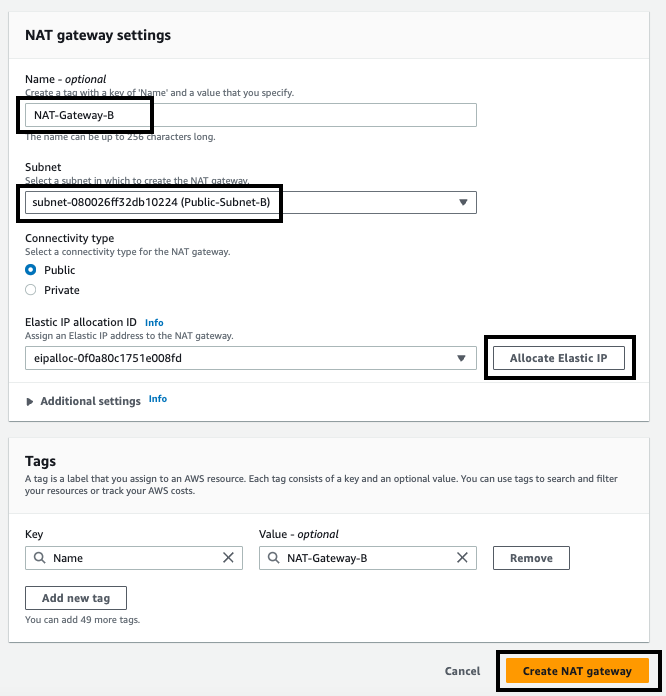 NAT gateway settings
Name - optional
Create a tag with a key of 'Name' and a value that you specify.
NAT-Gateway-B
The name can be up to 256 characters long.
Subnet
Select a subnet in which to create the NAT gateway.
subnet-080026ff32db10224 (Public-Subnet-B)
Connectivity type
Select a connectivity type for the NAT gateway.
Public
Private
Elastic IP allocation ID Info
Assign an Elastic IP address to the NAT gateway.
eipalloc-0f0a80c1751e008fd
Allocate Elastic IP
Additional settings Info
Tags
A tag is a label that you assign to an AWS resource. Each tag consists of a key and an optional value. You can use tags to search and filter
your resources or track your AWS costs.
Key Value - optional
Name NAT-Gateway-B Remove
Add new tag
You can add 49 more tags.
Cancel Create NAT gateway